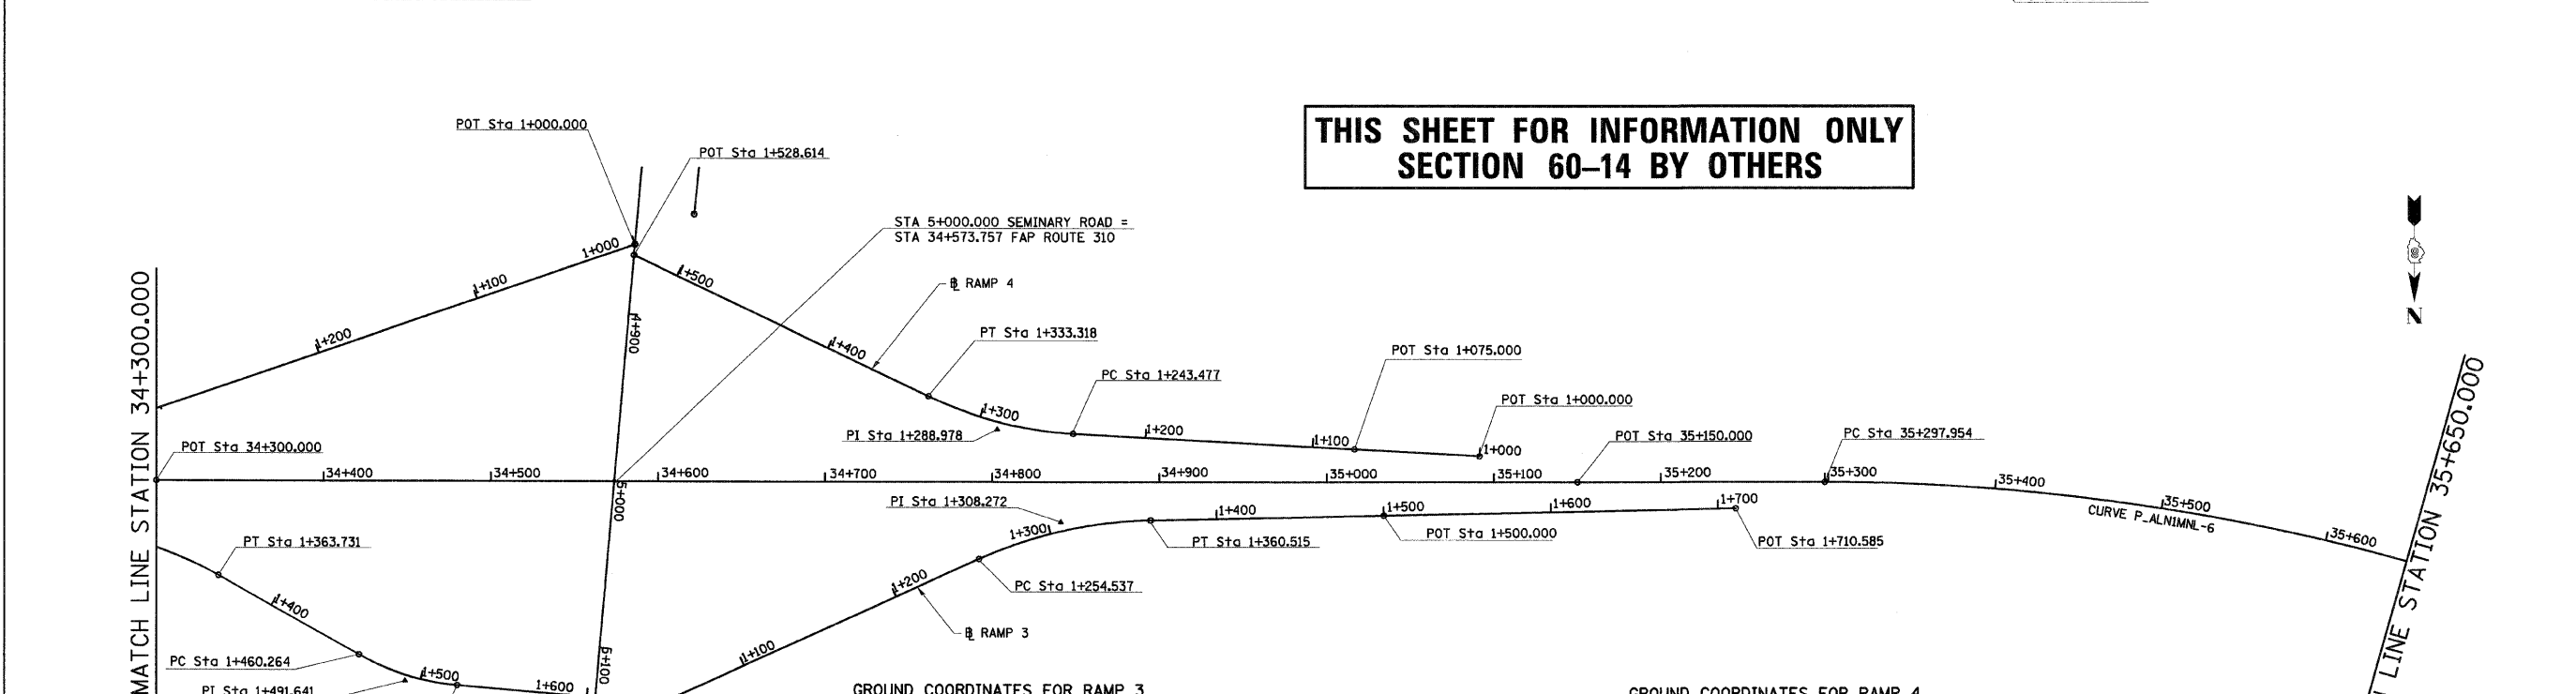 THIS SHEET FOR INFORMATION ONLY
SECTION 60–14 BY OTHERS
POT Sta 1+000.000
POT Sta 1+528.614
STA 5+000.000 SEMINARY ROAD =
STA 34+573.757 FAP ROUTE 310
1+000
1+100
1+200
1+500
℄ RAMP 4
4+900
PT Sta 1+333.318
1+400
POT Sta 1+075.000
PC Sta 1+243.477
POT Sta 1+000.000
1+300
PI Sta 1+288.978
1+200
1+100
1+000
POT Sta 35+150.000
PC Sta 35+297.954
N
MATCH LINE STATION 34+300.000
POT Sta 34+300.000
34+400
34+500
34+600
34+700
34+800
34+900
35+000
35+100
35+200
35+300
35+400
35+500
35+600
CURVE P_ALN1MNL-6
LINE STATION 35+650.000
5+000
PI Sta 1+308.272
1+300
1+400
1+500
1+600
1+700
PT Sta 1+360.515
POT Sta 1+500.000
POT Sta 1+710.585
PT Sta 1+363.731
1+400
PC Sta 1+254.537
1+200
℄ RAMP 3
1+100
5+100
PC Sta 1+460.264
1+500
1+600
PI Sta 1+491.641
GROUND COORDINATES FOR RAMP 3
GROUND COORDINATES FOR RAMP 4